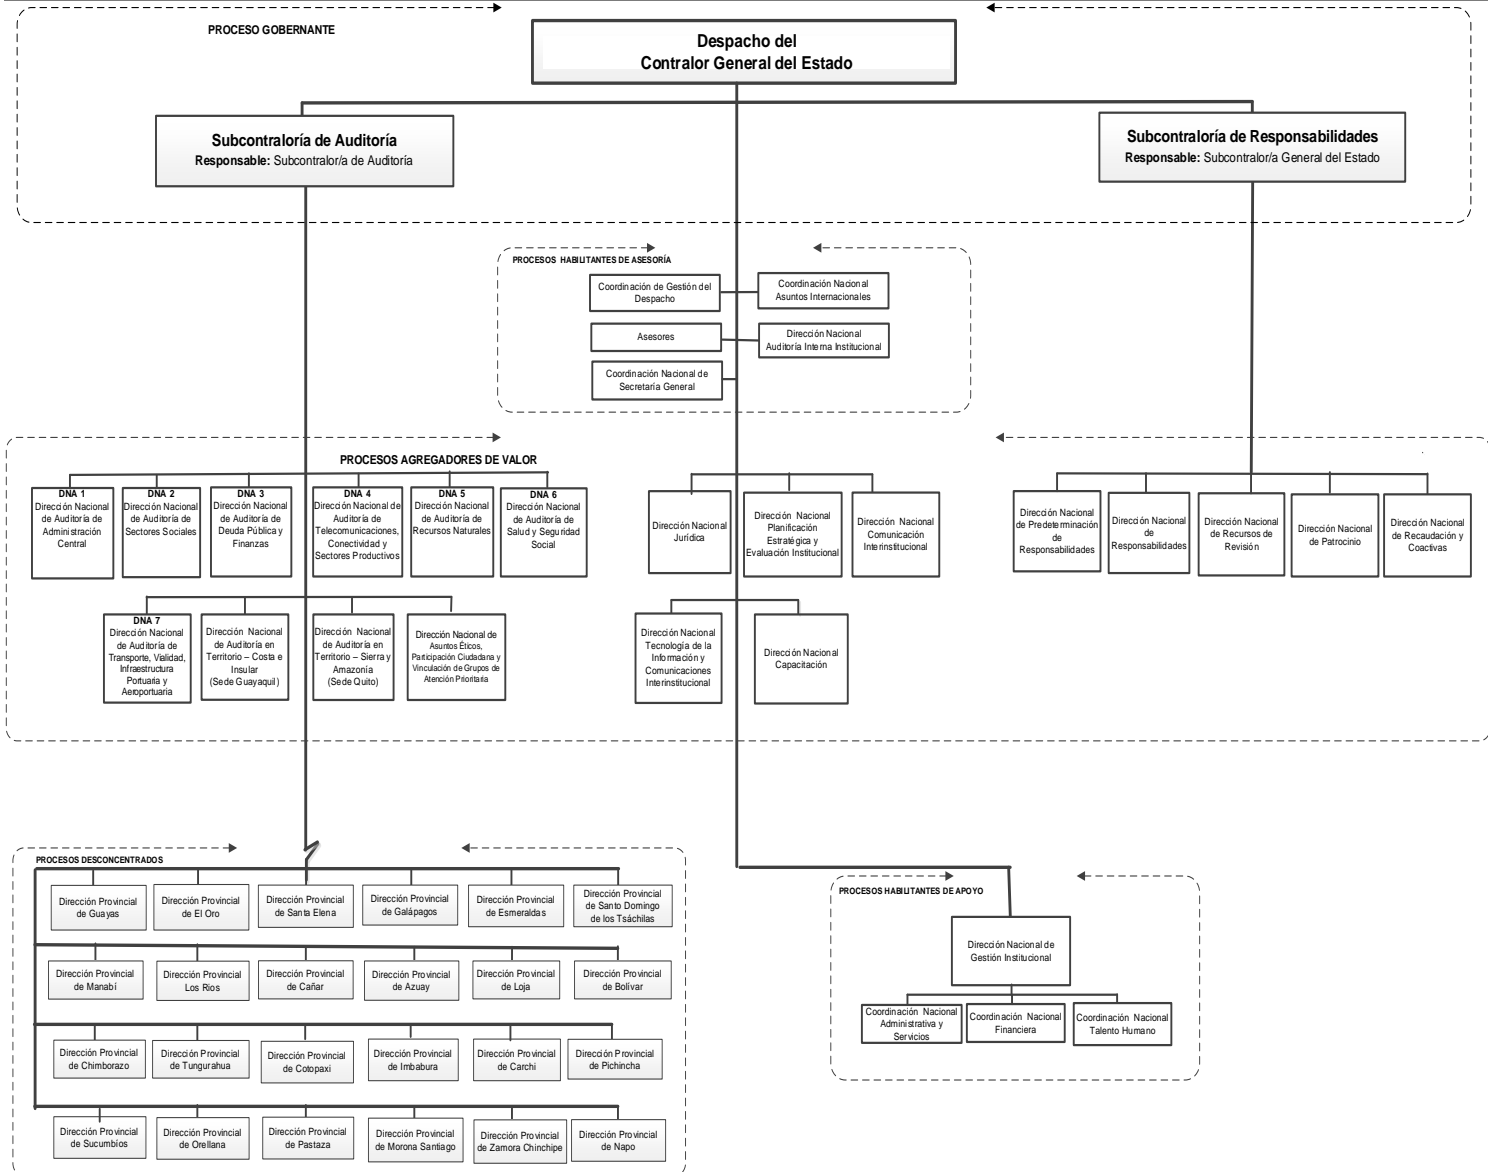 PROCESO GOBERNANTE
Despacho del
Contralor General del Estado
Subcontraloría de Auditoría
Responsable: Subcontralor/a de Auditoría
Subcontraloría de Responsabilidades
Responsable: Subcontralor/a General del Estado
PROCESOS HABILITANTES DE ASESORÍA
Coordinación de Gestión del
Despacho
Coordinación Nacional
Asuntos Internacionales
Asesores
Dirección Nacional
Auditoría Interna Institucional
Coordinación Nacional de
Secretaría General
PROCESOS AGREGADORES DE VALOR
DNA 1
Dirección Nacional
de Auditoría de
Administración
Central
DNA 2
Dirección Nacional
de Auditoría de
Sectores Sociales
DNA 3
Dirección Nacional
de Auditoría de
Deuda Pública y
Finanzas
DNA 4
Dirección Nacional de
Auditoría de
Telecomunicaciones,
Conectividad y
Sectores Productivos
DNA 5
Dirección Nacional
de Auditoría de
Recursos Naturales
DNA 6
Dirección Nacional
de Auditoría de
Salud y Seguridad
Social
Dirección Nacional
Jurídica
Dirección Nacional
Planificación
Estratégica y
Evaluación Institucional
Dirección Nacional
Comunicación
Interinstitucional
Dirección Nacional
de Predeterminación
de
Responsabilidades
Dirección Nacional
de
Responsabilidades
Dirección Nacional
de Recursos de
Revisión
Dirección Nacional
de Patrocinio
Dirección Nacional
de Recaudación y
Coactivas
DNA 7
Dirección Nacional
de Auditoría de
Transporte, Vialidad,
Infraestructura
Portuaria y
Aeroportuaria
Dirección Nacional
de Auditoría en
Territorio – Costa e
Insular
(Sede Guayaquil)
Dirección Nacional
de Auditoría en
Territorio – Sierra y
Amazonía
(Sede Quito)
Dirección Nacional de
Asuntos Éticos,
Participación Ciudadana y
Vinculación de Grupos de
Atención Prioritaria
Dirección Nacional
Tecnología de la
Información y
Comunicaciones
Interinstitucional
Dirección Nacional
Capacitación
PROCESOS DESCONCENTRADOS
Dirección Provincial
de Guayas
Dirección Provincial
de El Oro
Dirección Provincial
de Santa Elena
Dirección Provincial
de Galápagos
Dirección Provincial
de Esmeraldas
Dirección Provincial
de Santo Domingo
de los Tsáchilas
Dirección Provincial
de Manabí
Dirección Provincial
Los Rios
Dirección Provincial
de Cañar
Dirección Provincial
de Azuay
Dirección Provincial
de Loja
Dirección Provincial
de Bolívar
Dirección Provincial
de Chimborazo
Dirección Provincial
de Tungurahua
Dirección Provincial
de Cotopaxi
Dirección Provincial
de Imbabura
Dirección Provincial
de Carchi
Dirección Provincial
de Pichincha
Dirección Provincial
de Sucumbíos
Dirección Provincial
de Orellana
Dirección Provincial
de Pastaza
Dirección Provincial
de Morona Santiago
Dirección Provincial
de Zamora Chinchipe
Dirección Provincial
de Napo
PROCESOS HABILITANTES DE APOYO
Dirección Nacional de
Gestión Institucional
Coordinación Nacional
Administrativa y
Servicios
Coordinación Nacional
Financiera
Coordinación Nacional
Talento Humano